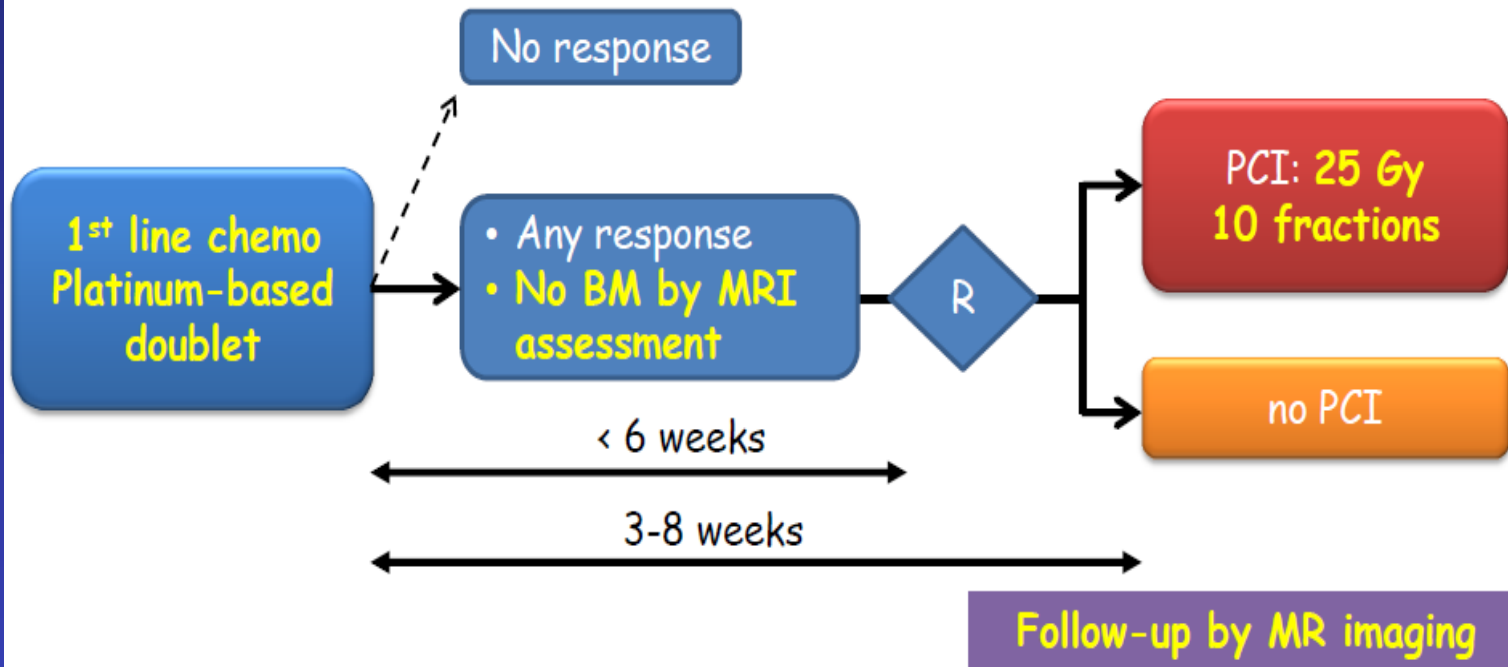 No response
1st line chemo
Platinum-based
doublet
• Any response
• No BM by MRI
assessment
R
PCI: 25 Gy
10 fractions
no PCI
< 6 weeks
3-8 weeks
Follow-up by MR imaging